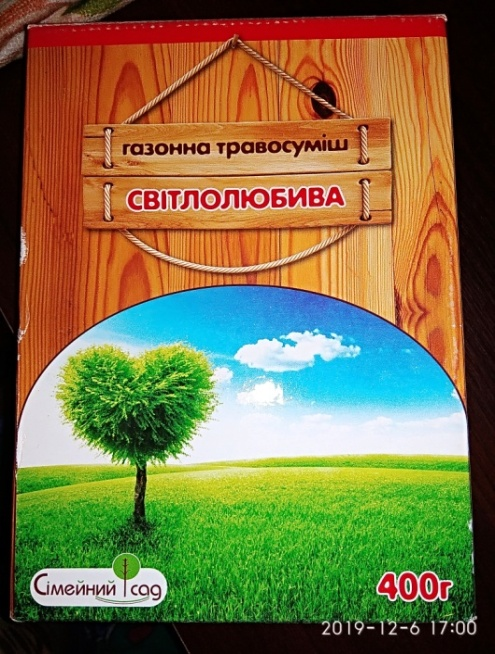 газонна травосуміш
СВІТЛОЛЮБИВА
Сімейний сад
400г
2019-12-6 17:00